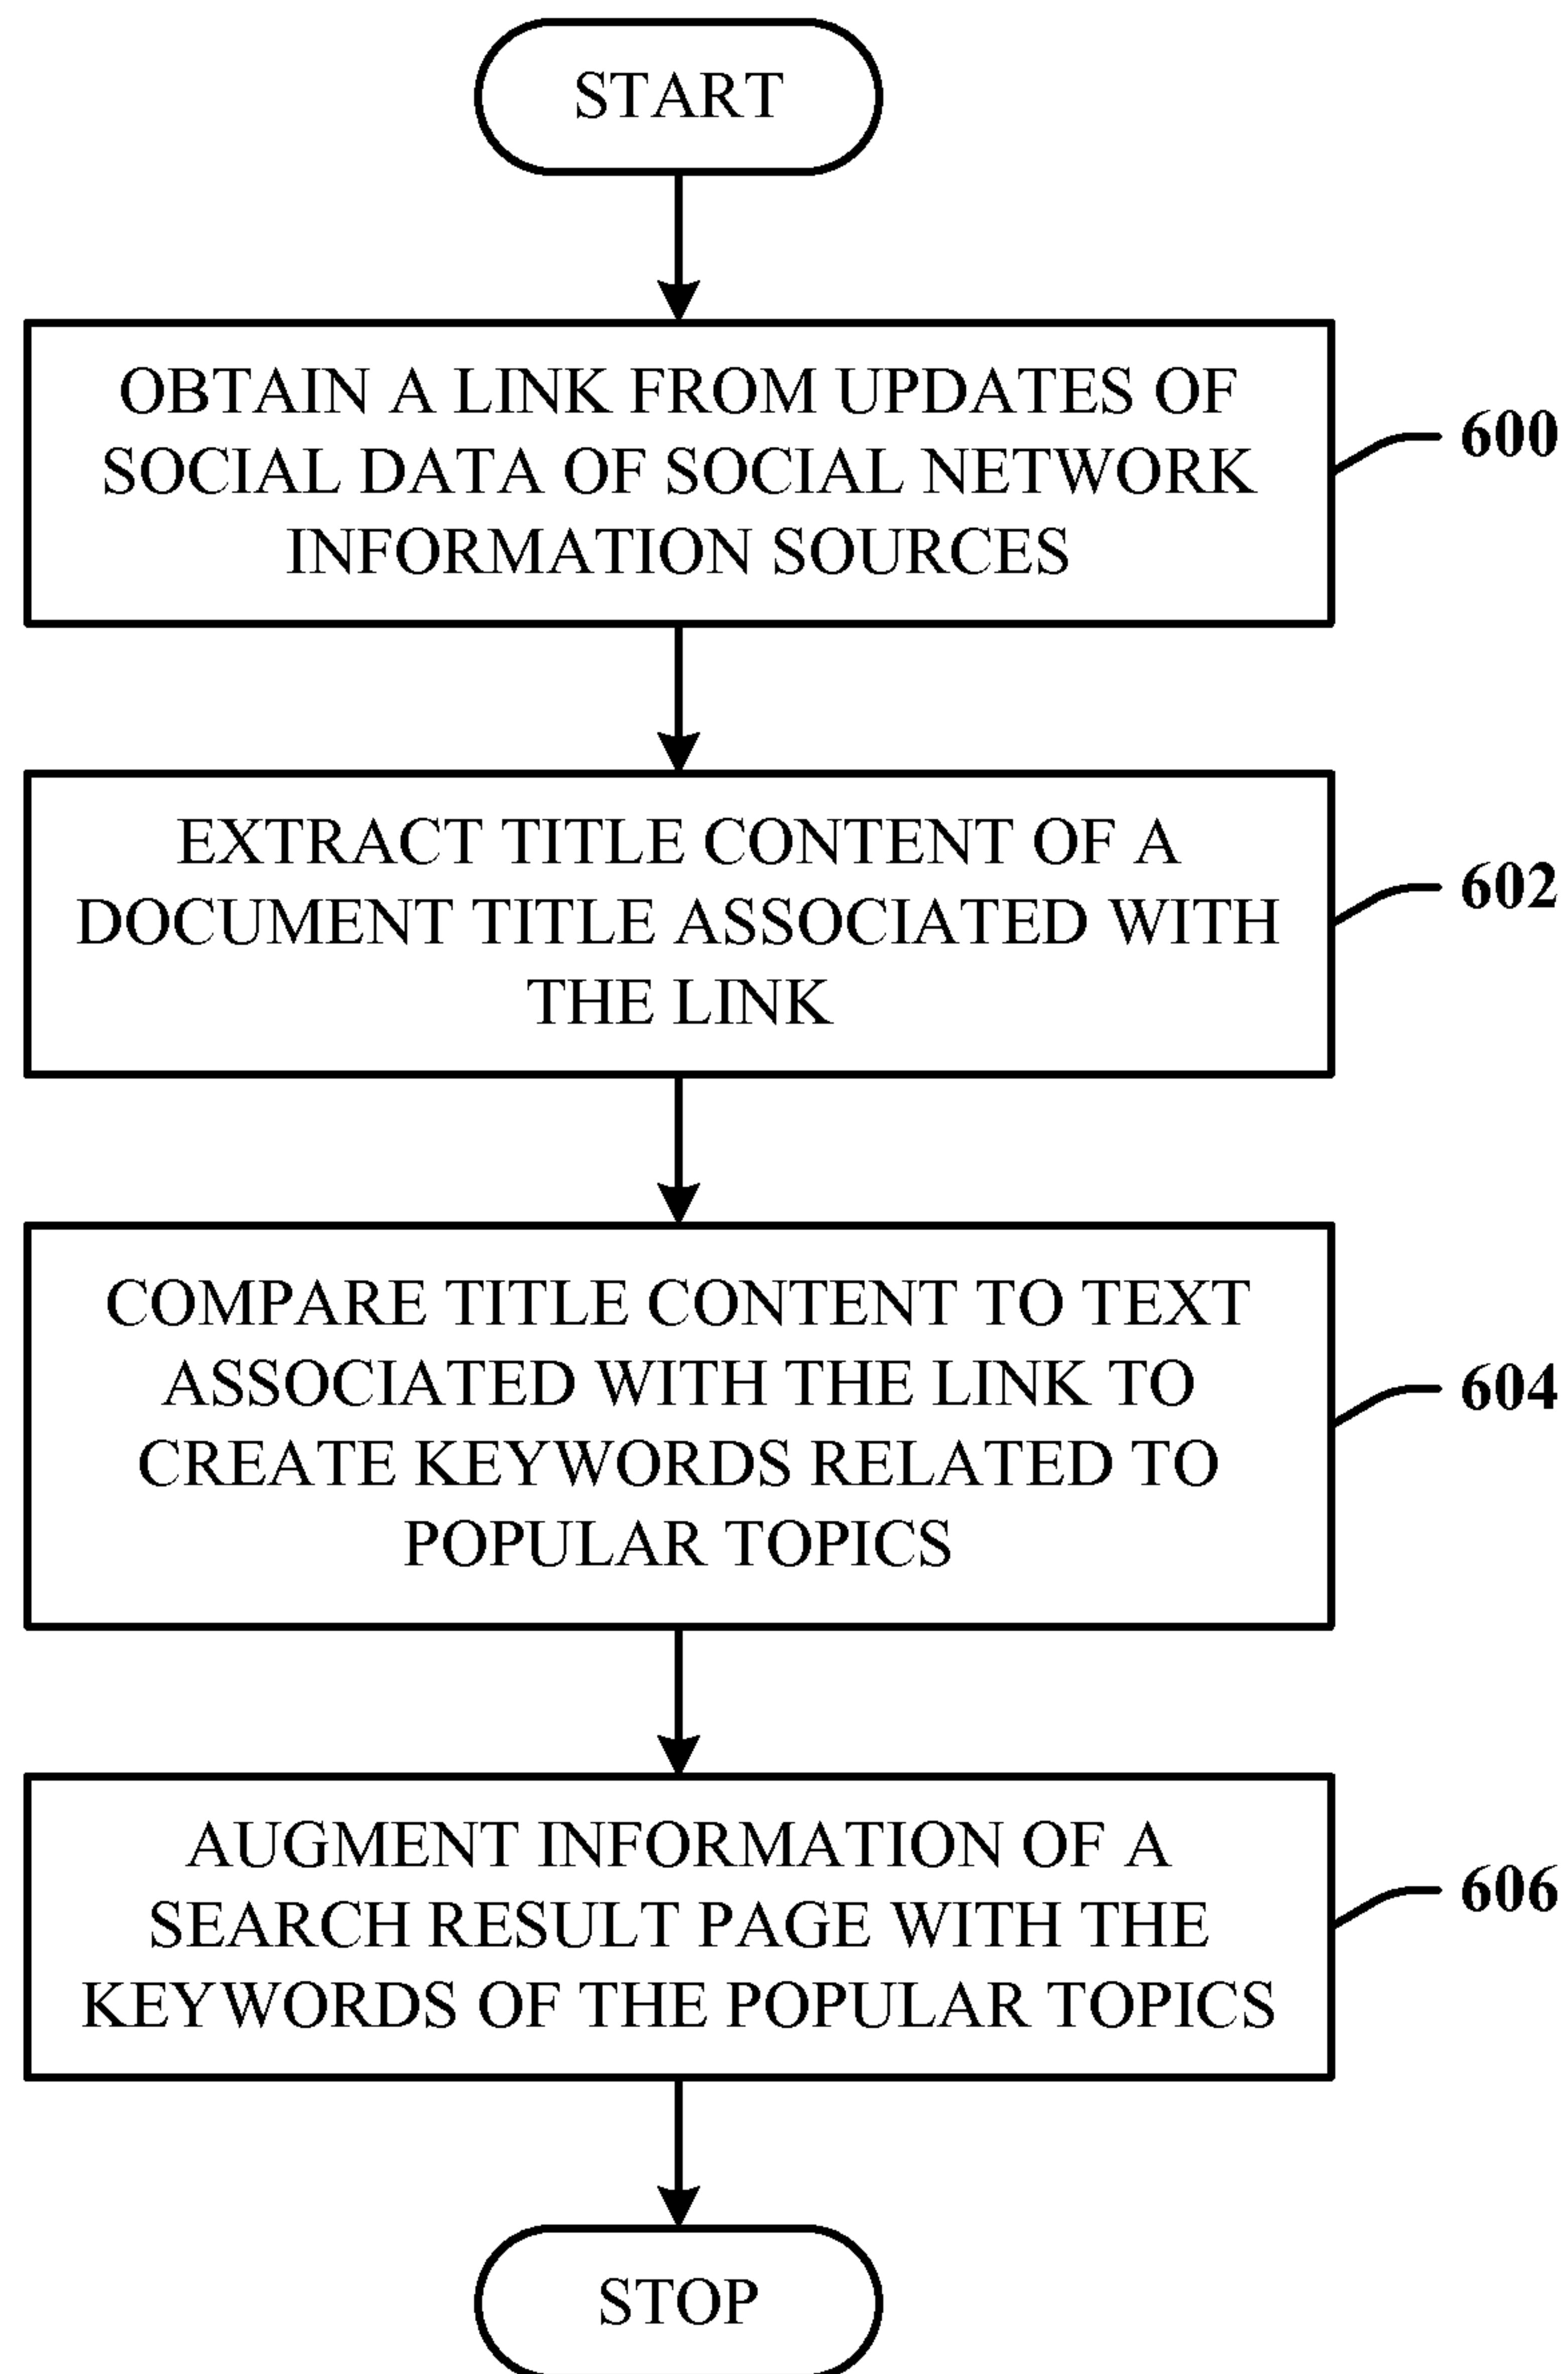 START
OBTAIN A LINK FROM UPDATES OF
SOCIAL DATA OF SOCIAL NETWORK
INFORMATION SOURCES
600
EXTRACT TITLE CONTENT OF A
DOCUMENT TITLE ASSOCIATED WITH
THE LINK
602
COMPARE TITLE CONTENT TO TEXT
ASSOCIATED WITH THE LINK TO
CREATE KEYWORDS RELATED TO
POPULAR TOPICS
604
AUGMENT INFORMATION OF A
SEARCH RESULT PAGE WITH THE
KEYWORDS OF THE POPULAR TOPICS
606
STOP